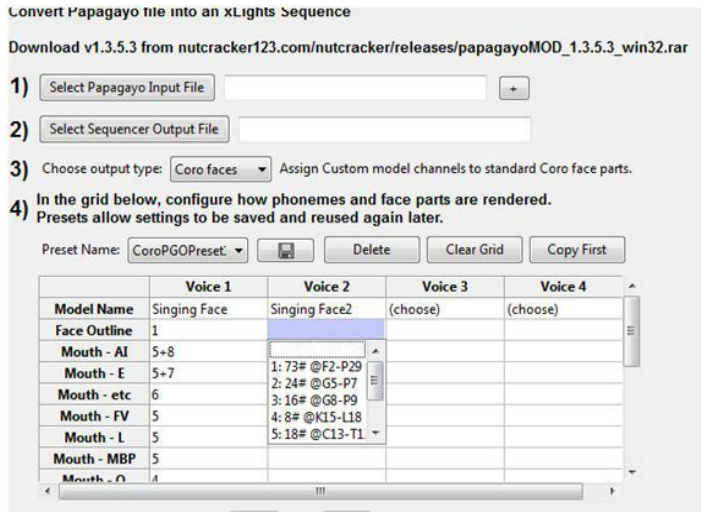 Convert Papagayo file into an xLights Sequence
Download v1.3.5.3 from nutcracker123.com/nutcracker/releases/papagayoMOD_1.3.5.3_win32.rar
1) Select Papagayo Input File +
2) Select Sequencer Output File
3) Choose output type: Coro faces Assign Custom model channels to standard Coro face parts.
4) In the grid below, configure how phonemes and face parts are rendered.
Presets allow settings to be saved and reused again later.
Preset Name: CoroPGOPreset Delete Clear Grid Copy First
Voice 1 Voice 2 Voice 3 Voice 4
Model Name Singing Face Singing Face2 (choose) (choose)
Face Outline 1
Mouth - AI 5+8
1: 73# @F2-P29
Mouth - E 5+7
2: 24# @G5-P7
Mouth - etc 6
3: 16# @G8-P9
Mouth - FV 5
4: 8# @K15-L18
Mouth - L 5
5: 18# @C13-T1
Mouth - MBP 5
Mouth - O 4